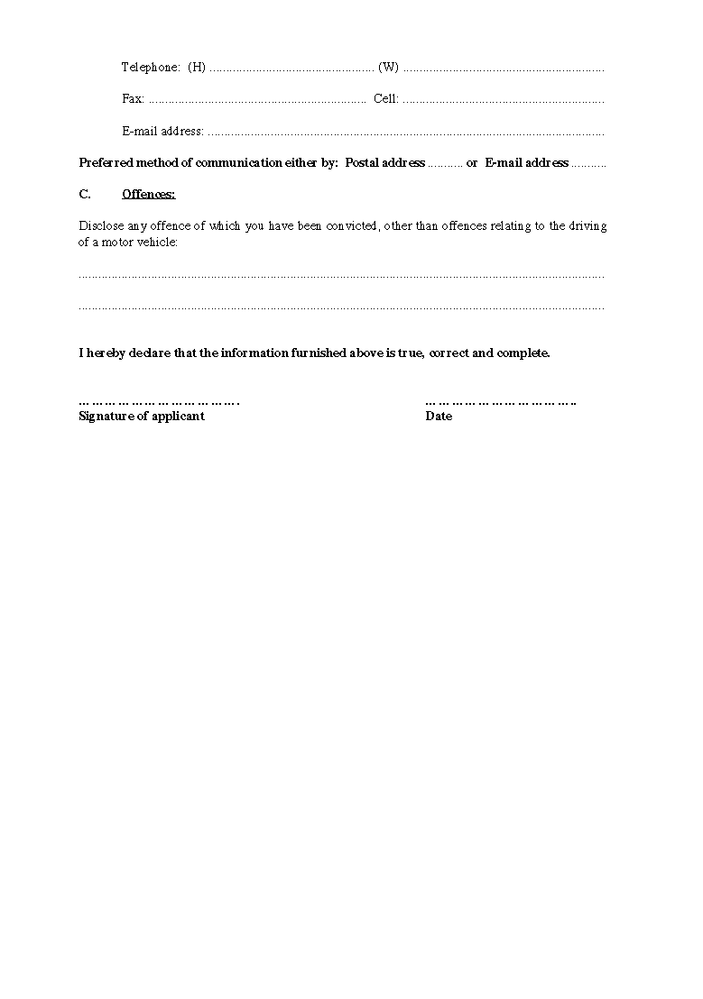 Telephone: (H) .................................................. (W) .............................................................
Fax: .................................................................. Cell: .............................................................
E-mail address: ........................................................................................................................
Preferred method of communication either by: Postal address ........... or E-mail address ...........
C. Offences:
Disclose any offence of which you have been convicted, other than offences relating to the driving
of a motor vehicle:
...............................................................................................................................................................
...............................................................................................................................................................
I hereby declare that the information furnished above is true, correct and complete.
………………………………. ……………………………..
Signature of applicant Date